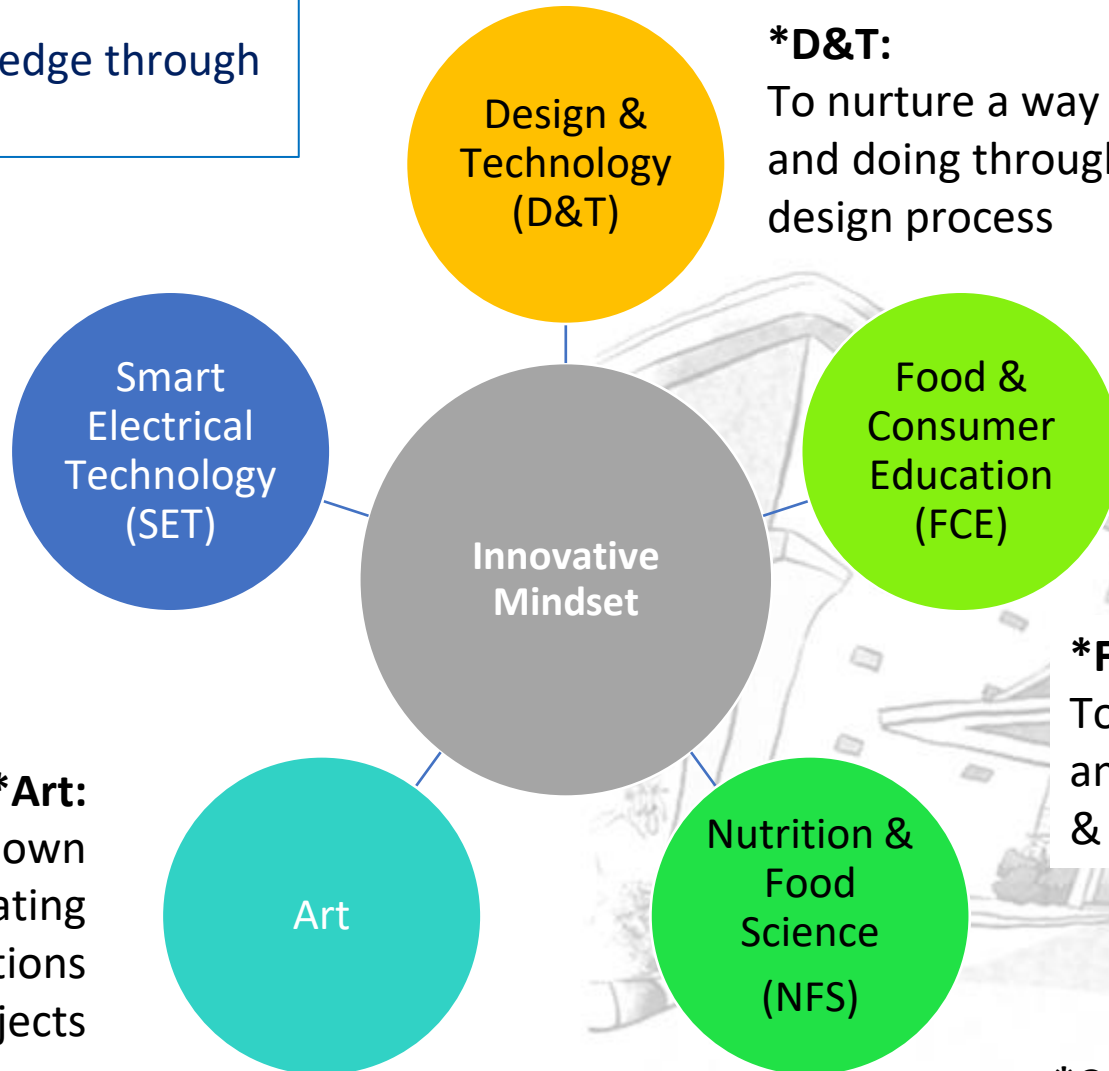 edge through
Design &
Technology
(D&T)
*D&T:
To nurture a way
and doing through
design process
Smart
Electrical
Technology
(SET)
Food &
Consumer
Education
(FCE)
Innovative
Mindset
*Art:
own
ating
tions
jects
Art
Nutrition &
Food
Science
(NFS)
*F
To
an
&